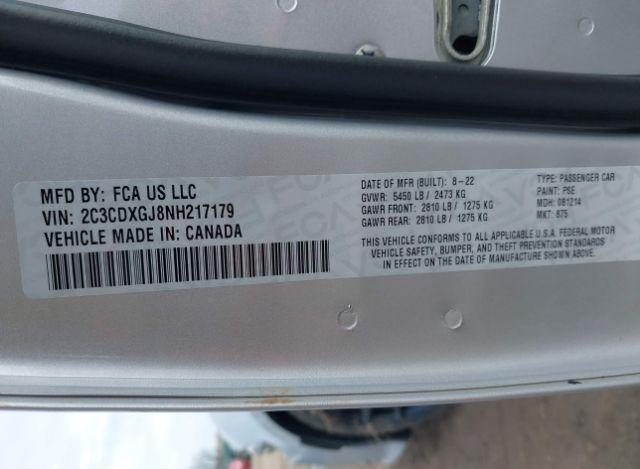 MFD BY: FCA US LLC
VIN: 2C3CDXGJ8NH217179
VEHICLE MADE IN: CANADA
DATE OF MFR (BUILT): 8-22
GVWR: 5450 LB / 2473 KG
GAWR FRONT: 2810 LB / 1275 KG
GAWR REAR: 2810 LB / 1275 KG
TYPE: PASSENGER CAR
PAINT: PSE
MDH: 081214
MKT: 875
THIS VEHICLE CONFORMS TO ALL APPLICABLE U.S.A. FEDERAL MOTOR
VEHICLE SAFETY, BUMPER, AND THEFT PREVENTION STANDARDS
IN EFFECT ON THE DATE OF MANUFACTURE SHOWN ABOVE.